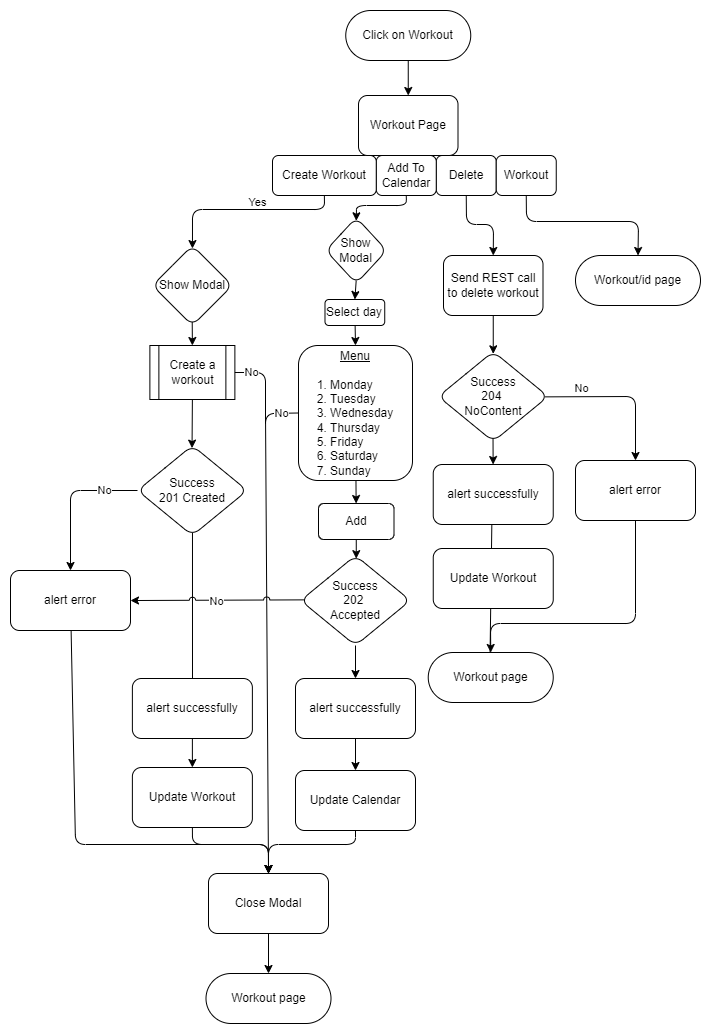 Click on Workout
Workout Page
Create Workout
Add To
Calendar
Delete
Workout
Yes
Show Modal
Show
Modal
Send REST call
to delete workout
Workout/id page
Select day
Create a
workout
No
Menu
1. Monday
2. Tuesday
3. Wednesday
4. Thursday
5. Friday
6. Saturday
7. Sunday
No
Success
204
NoContent
No
Success
201 Created
No
alert successfully
alert error
Add
alert error
No
Success
202
Accepted
Update Workout
Workout page
alert successfully
alert successfully
Update Workout
Update Calendar
Close Modal
Workout page